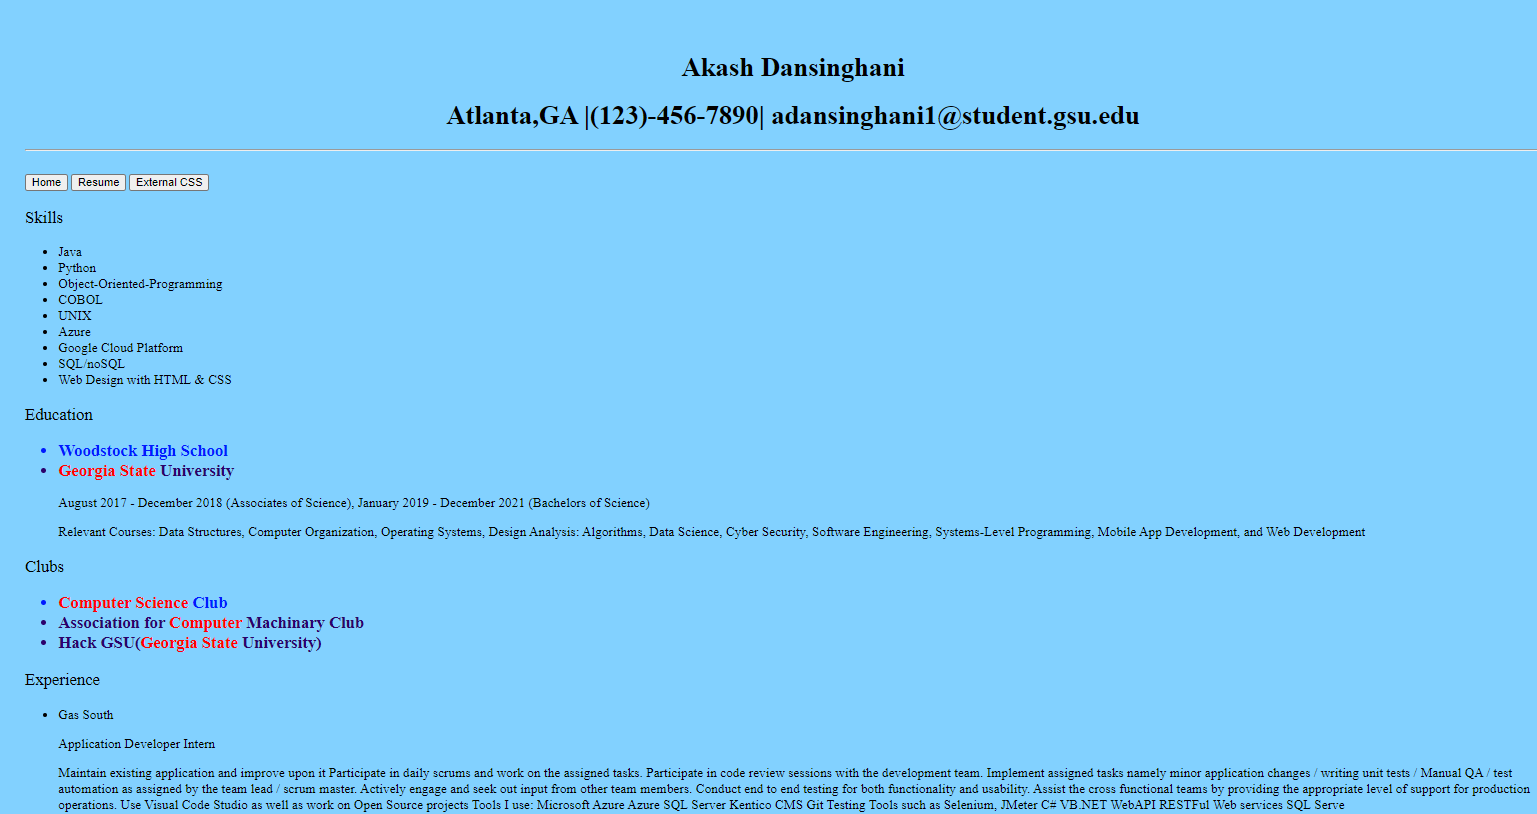 Akash Dansinghani
Atlanta,GA |(123)-456-7890| adansinghani1@student.gsu.edu
Home Resume External CSS
Skills
Java
Python
Object-Oriented-Programming
COBOL
UNIX
Azure
Google Cloud Platform
SQL/noSQL
Web Design with HTML & CSS
Education
Woodstock High School
Georgia State University
August 2017 - December 2018 (Associates of Science), January 2019 - December 2021 (Bachelors of Science)
Relevant Courses: Data Structures, Computer Organization, Operating Systems, Design Analysis: Algorithms, Data Science, Cyber Security, Software Engineering, Systems-Level Programming, Mobile App Development, and Web Development
Clubs
Computer Science Club
Association for Computer Machinary Club
Hack GSU(Georgia State University)
Experience
Gas South
Application Developer Intern
Maintain existing application and improve upon it Participate in daily scrums and work on the assigned tasks. Participate in code review sessions with the development team. Implement assigned tasks namely minor application changes / writing unit tests / Manual QA / test
automation as assigned by the team lead / scrum master. Actively engage and seek out input from other team members. Conduct end to end testing for both functionality and usability. Assist the cross functional teams by providing the appropriate level of support for production
operations. Use Visual Code Studio as well as work on Open Source projects Tools I use: Microsoft Azure Azure SQL Server Kentico CMS Git Testing Tools such as Selenium, JMeter C# VB.NET WebAPI RESTFul Web services SQL Serve